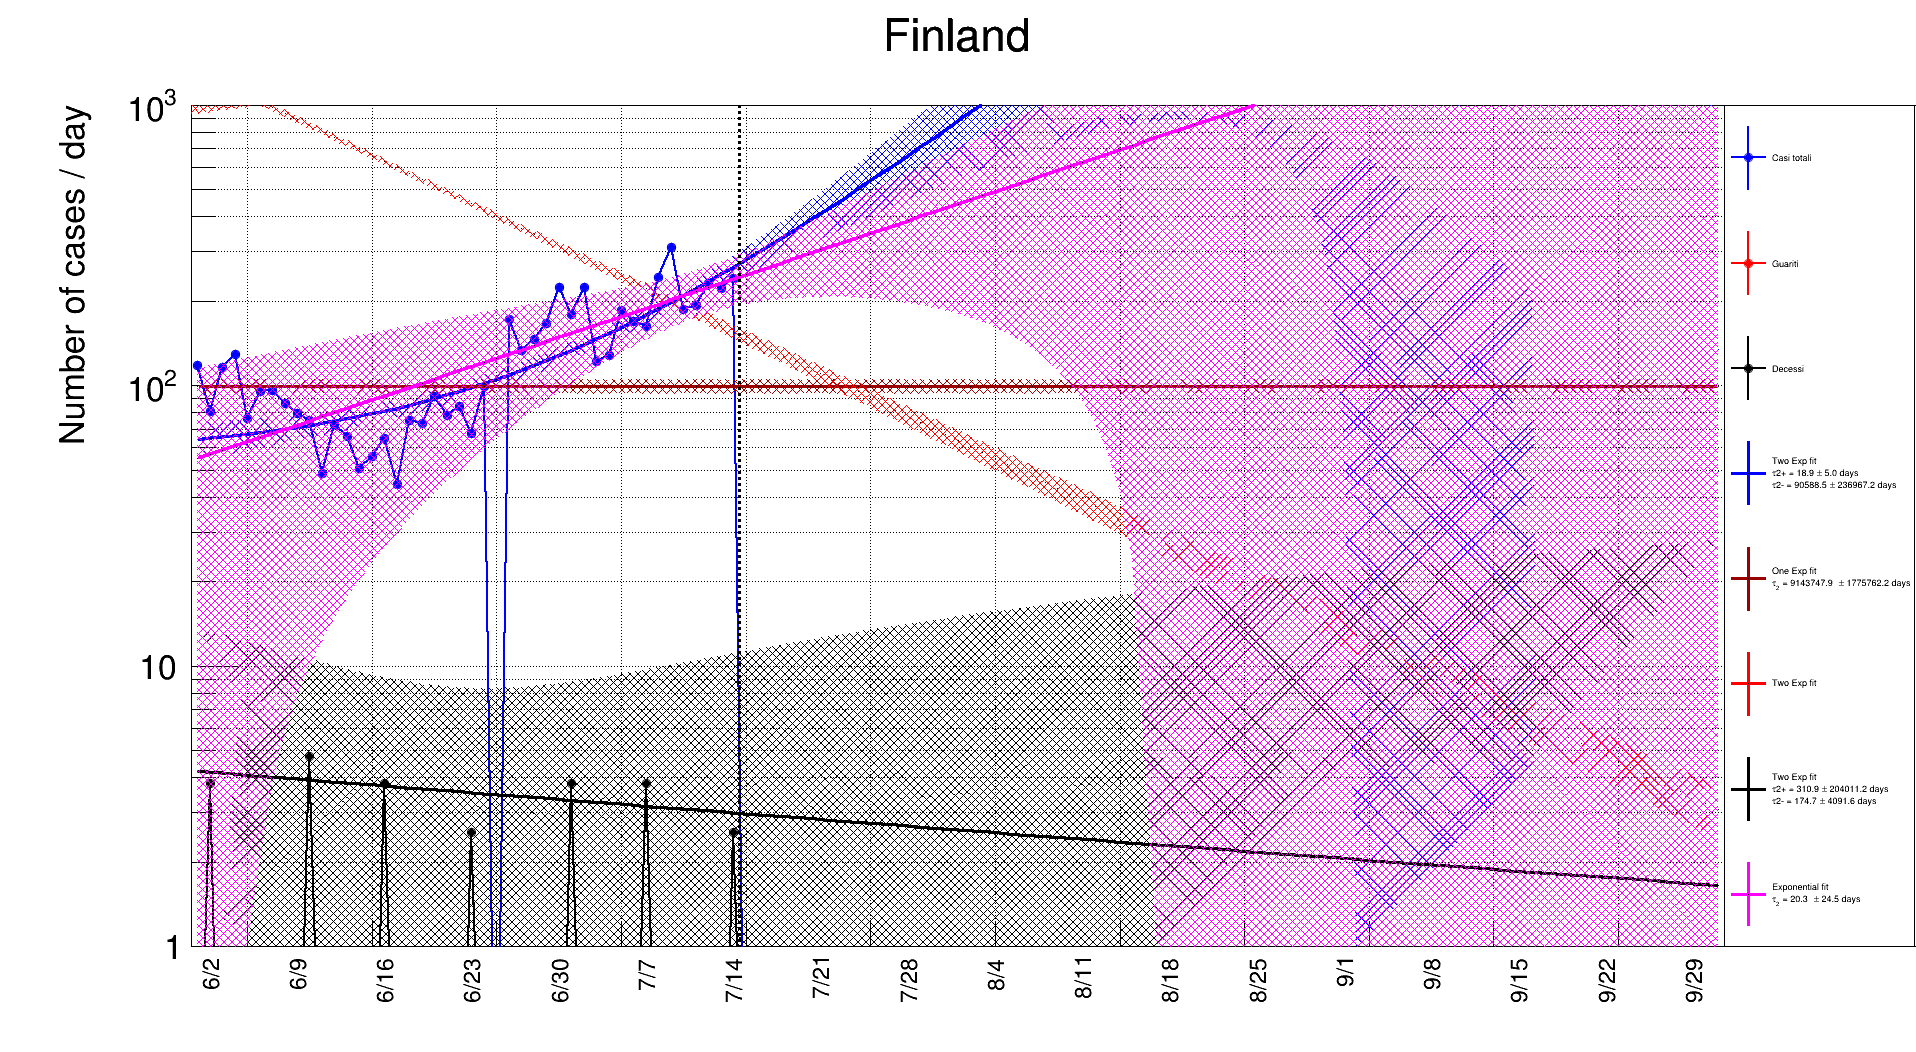 Finland
Number of cases / day
10³
10²
10
1
6/2
6/9
6/16
6/23
6/30
7/7
7/14
7/21
7/28
8/4
8/11
8/18
8/25
9/1
9/8
9/15
9/22
9/29
Casi totali
Guariti
Decessi
Two Exp fit
τ2+ = 18.9 ± 5.0 days
τ2- = 90588.5 ± 236967.2 days
One Exp fit
τ₂ = 9143747.9 ± 1775762.2 days
Two Exp fit
Two Exp fit
τ2+ = 310.9 ± 204011.2 days
τ2- = 174.7 ± 4091.6 days
Exponential fit
τ₂ = 20.3 ± 24.5 days